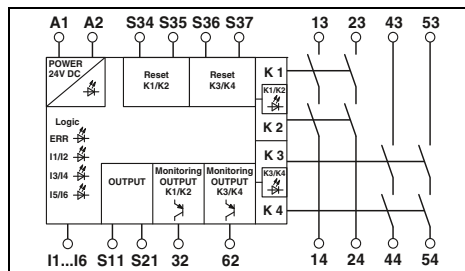 A1 A2 S34 S35 S36 S37 13 23 43 53
POWER
24V DC
Reset
K1/K2
Reset
K3/K4
K 1
K1/K2
K 2
Logic
ERR
I1/I2
I3/I4
I5/I6
K 3
K3/K4
K 4
OUTPUT
Monitoring
OUTPUT
K1/K2
Monitoring
OUTPUT
K3/K4
I1...I6 S11 S21 32 62 14 24 44 54